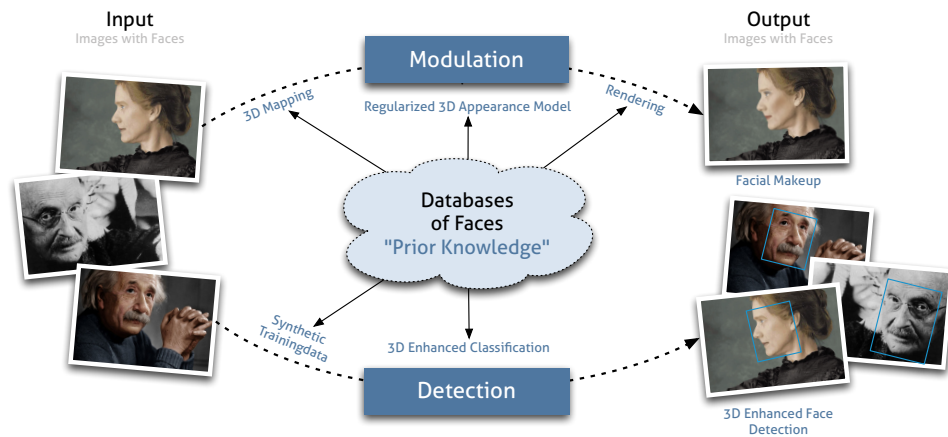 Input
Images with Faces
Modulation
Output
Images with Faces
3D Mapping
Regularized 3D Appearance Model
Rendering
Facial Makeup
Databases
of Faces
"Prior Knowledge"
Synthetic
Trainingdata
3D Enhanced Classification
Detection
3D Enhanced Face
Detection